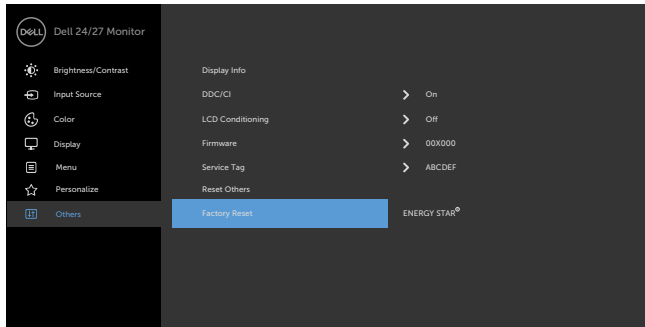 DELL Dell 24/27 Monitor
Brightness/Contrast Display Info
Input Source DDC/CI On
Color LCD Conditioning Off
Display Firmware 00X000
Menu Service Tag ABCDEF
Personalize Reset Others
Others Factory Reset ENERGY STAR®